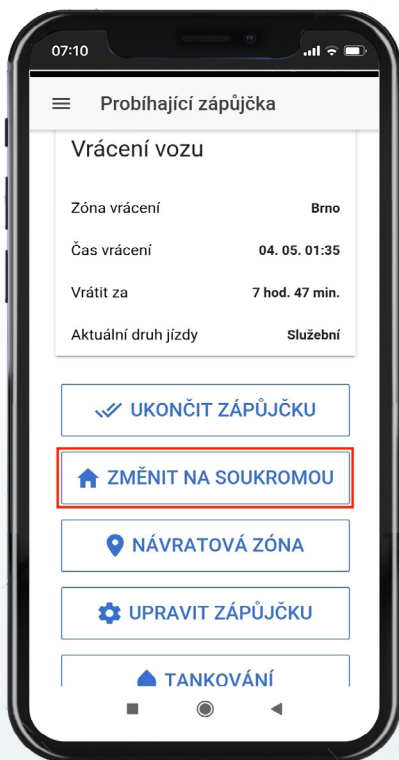 07:10
Probíhající zápůjčka
Vrácení vozu
Zóna vrácení Brno
Čas vrácení 04. 05. 01:35
Vrátit za 7 hod. 47 min.
Aktuální druh jízdy Služební
UKONČIT ZÁPŮJČKU
ZMĚNIT NA SOUKROMOU
NÁVRATOVÁ ZÓNA
UPRAVIT ZÁPŮJČKU
TANKOVÁNÍ